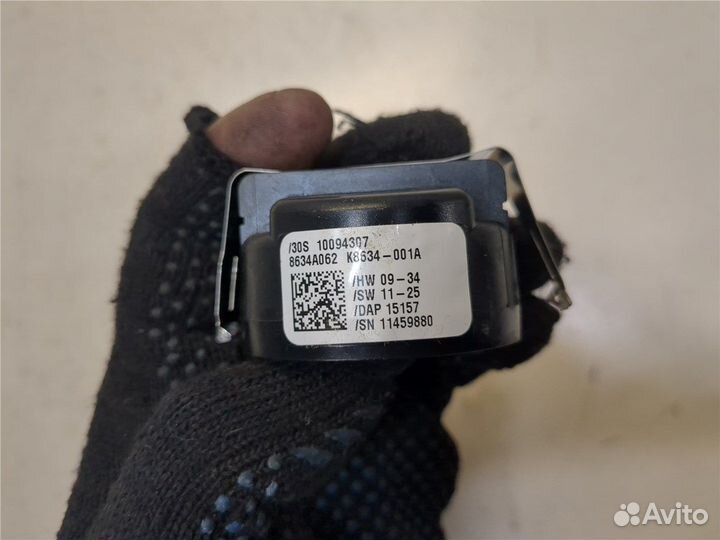 /30S 10094307
8634A062 K8634-001A
/HW 09-34
/SW 11-25
/DAP 15157
/SN 11459880
Avito